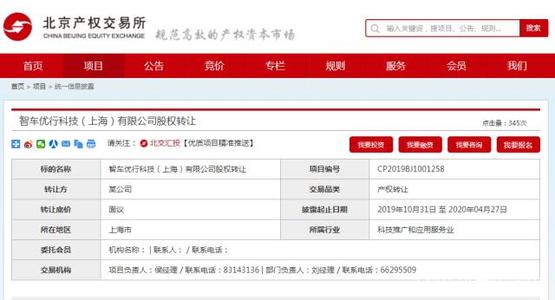 北京产权交易所
CHINA BEIJING EQUITY EXCHANGE
规范高效的产权资本市场
输入关键词,搜项目、公告、规则...
搜索
首页 项目 公告 竞价 专栏 规则 服务 会员 我们
首页 > 项目 > 统一信息披露
智车优行科技(上海)有限公司股权转让
点击量:345次
请关注: 北交汇投【优质项目精准推送】
我要投资 我要融资 我要咨询 我要报名
标的名称 智车优行科技(上海)有限公司股权转让 项目编号 CP2019BJ1001258
转让方 某公司 交易品类 产权转让
转让底价 面议 披露起止日期 2019年10月31日 至 2020年04月27日
所在地区 上海市 所属行业 科技推广和应用服务业
委托会员 机构名称: | 联系人: / 联系电话:
交易机构 项目负责人:侯经理 / 联系电话:83143136 | 部门负责人:刘经理 / 联系电话:66295509